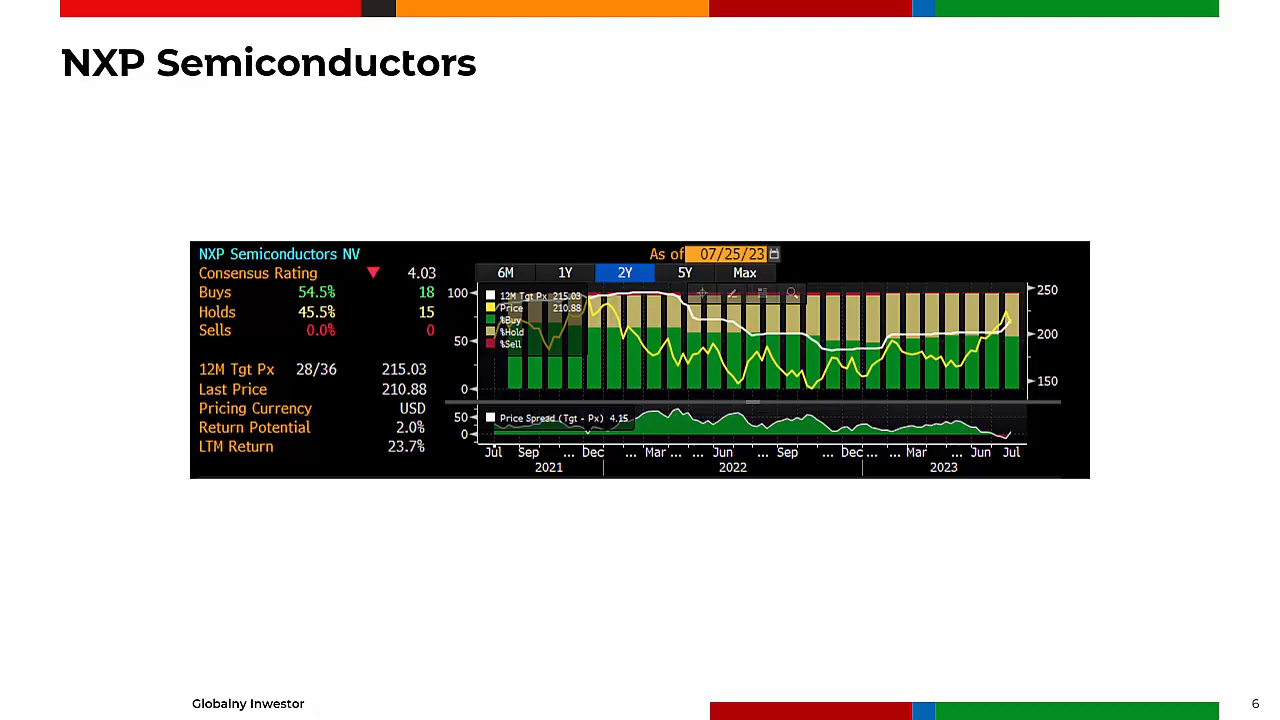 NXP Semiconductors
NXP Semiconductors NV
As of 07/25/23
Consensus Rating 4.03
Buys 54.5% 18
Holds 45.5% 15
Sells 0.0% 0
12M Tgt Px 28/36 215.03
Last Price 210.88
Pricing Currency USD
Return Potential 2.0%
LTM Return 23.7%
6M 1Y 2Y 5Y Max
12M Tgt Px 215.03
Price 210.88
%Buy
%Hold
%Sell
100
50
0
250
200
150
Price Spread (Tgt - Px) 4.15
50
0
Jul Sep ... Dec ... Mar ... ... Jun ... Sep ... Dec ... ... Mar ... Jun Jul
2021 2022 2023
Globalny Inwestor
6